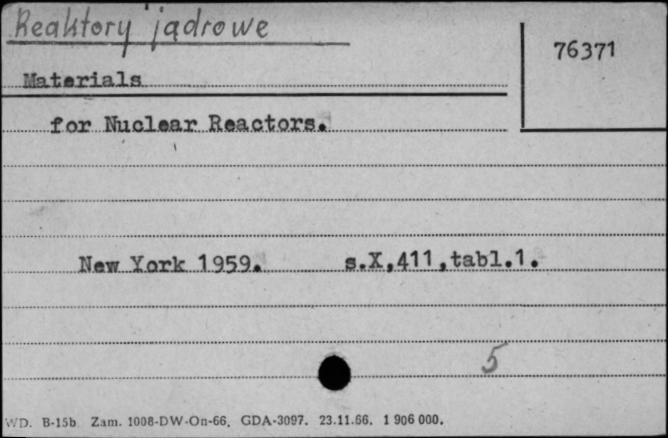 Reaktory jądrowe
76371
Materials
for Nuclear Reactors.
New York 1959. s.X,411,tabl.1.
5
WD. B-15b. Zam. 1008-DW-On-66. GDA-3097. 23.11.66. 1 906 000.